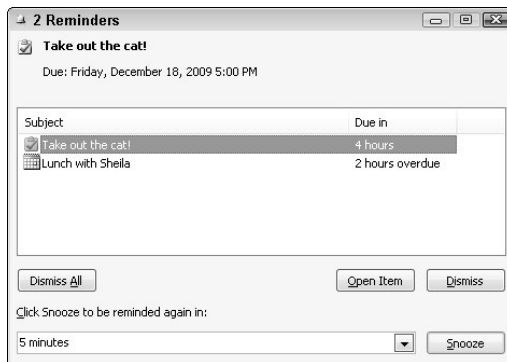 2 Reminders
Take out the cat!
Due: Friday, December 18, 2009 5:00 PM
Subject Due in
Take out the cat! 4 hours
Lunch with Sheila 2 hours overdue
Dismiss All Open Item Dismiss
Click Snooze to be reminded again in:
5 minutes Snooze